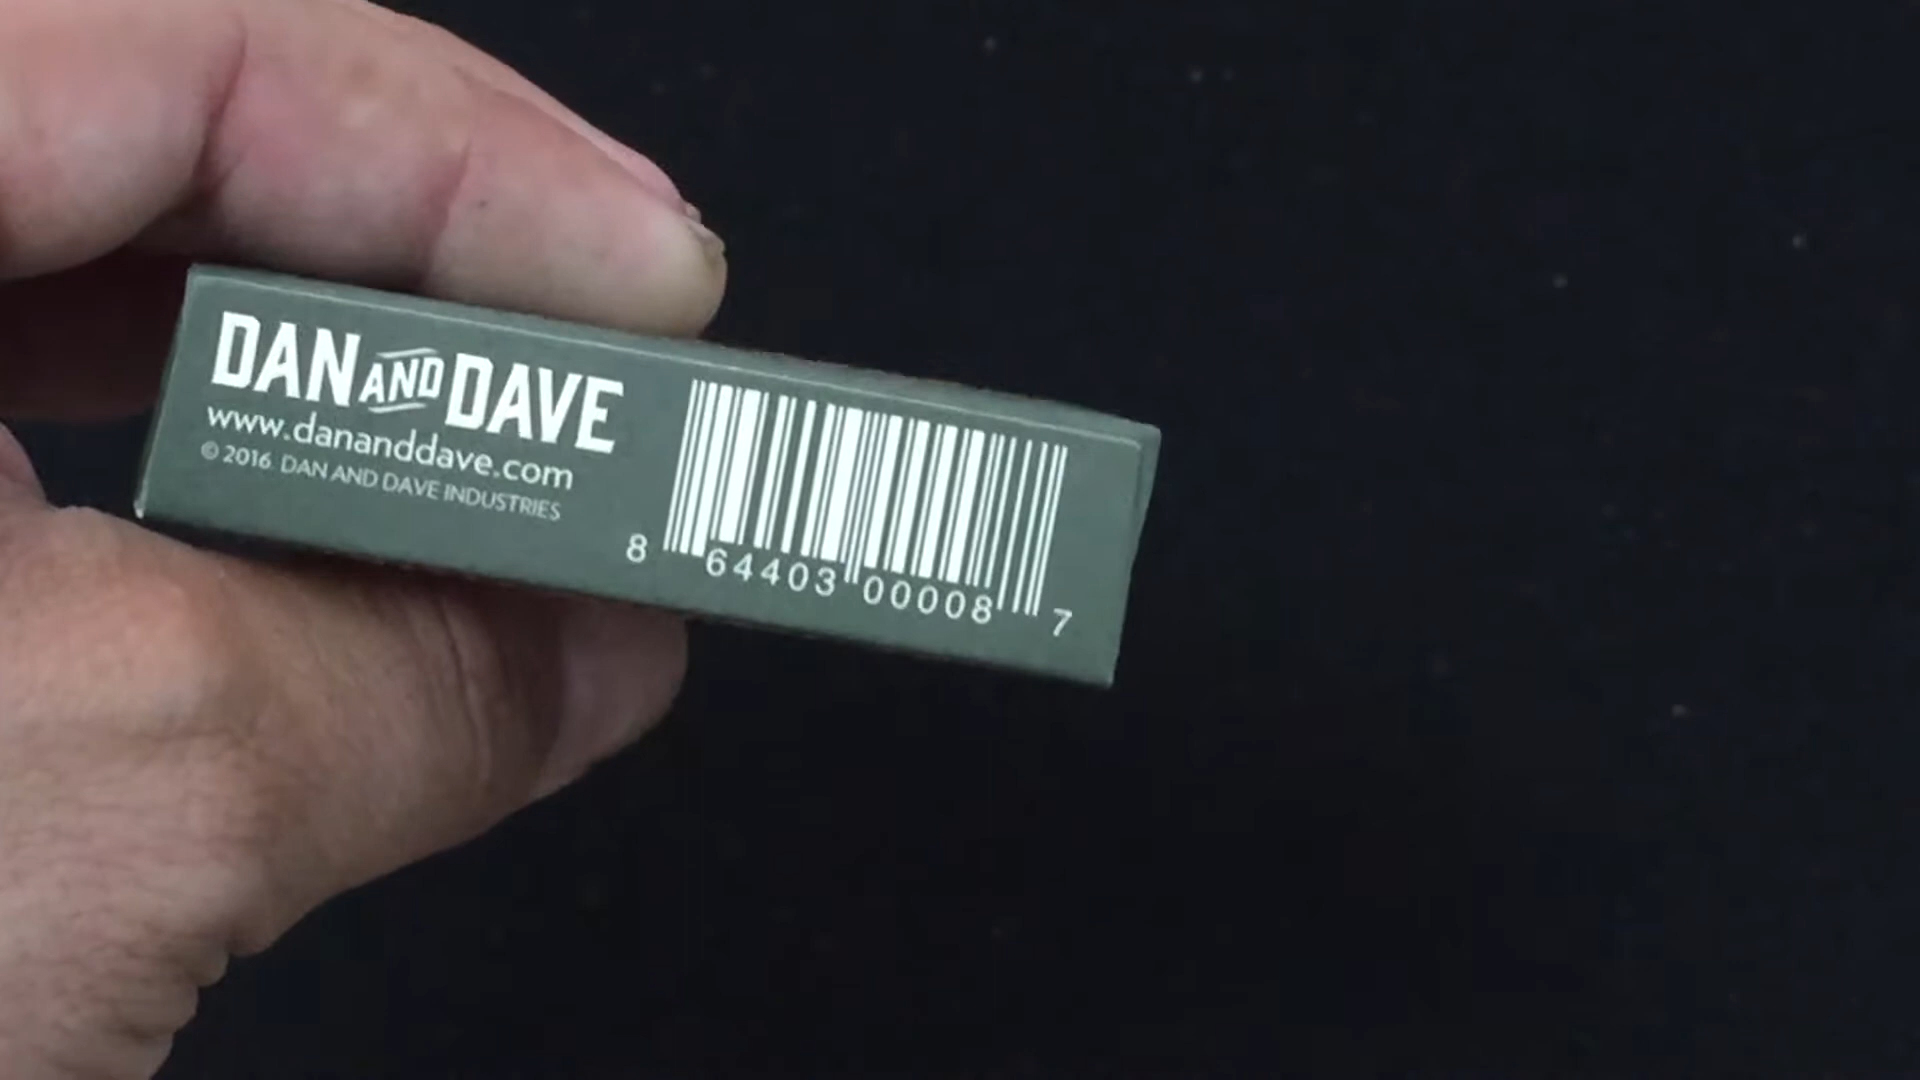 DAN AND DAVE
www.dananddave.com
© 2016 DAN AND DAVE INDUSTRIES
8 64403 00008 7